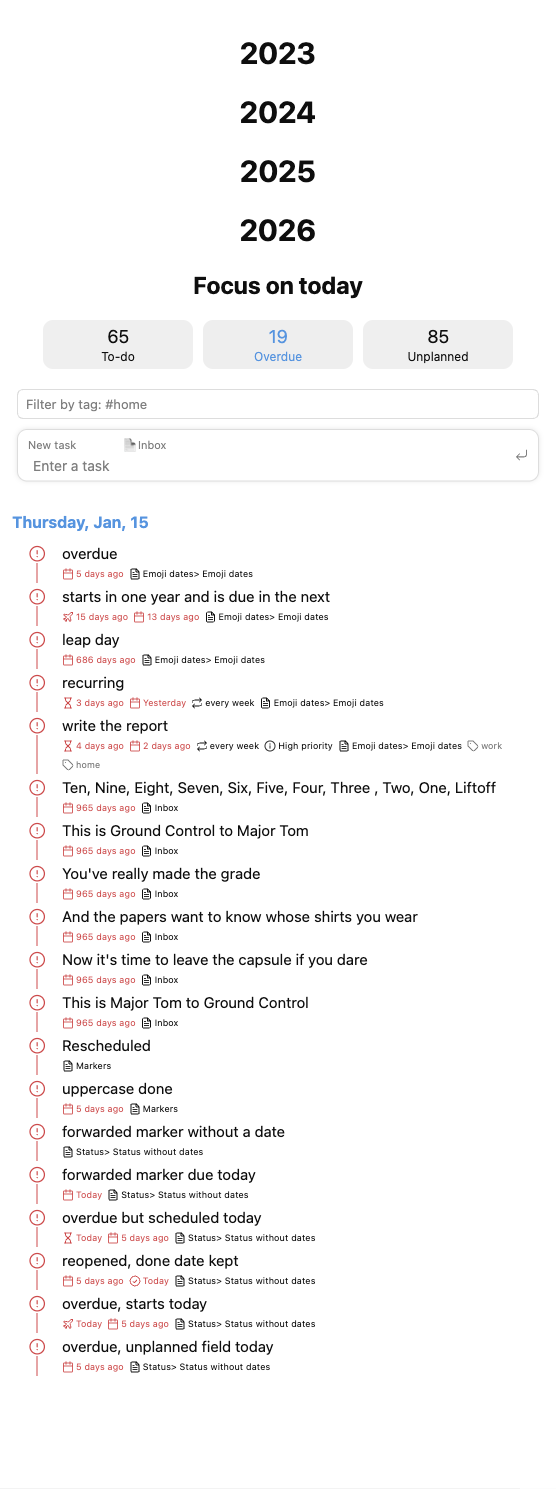 2023
2024
2025
2026
Focus on today
65
To-do
19
Overdue
85
Unplanned
Filter by tag: #home
New task Inbox
Enter a task
Thursday, Jan, 15
overdue
5 days ago Emoji dates> Emoji dates
starts in one year and is due in the next
15 days ago 13 days ago Emoji dates> Emoji dates
leap day
686 days ago Emoji dates> Emoji dates
recurring
3 days ago Yesterday every week Emoji dates> Emoji dates
write the report
4 days ago 2 days ago every week High priority Emoji dates> Emoji dates work
home
Ten, Nine, Eight, Seven, Six, Five, Four, Three , Two, One, Liftoff
965 days ago Inbox
This is Ground Control to Major Tom
965 days ago Inbox
You've really made the grade
965 days ago Inbox
And the papers want to know whose shirts you wear
965 days ago Inbox
Now it's time to leave the capsule if you dare
965 days ago Inbox
This is Major Tom to Ground Control
965 days ago Inbox
Rescheduled
Markers
uppercase done
5 days ago Markers
forwarded marker without a date
Status> Status without dates
forwarded marker due today
Today Status> Status without dates
overdue but scheduled today
Today 5 days ago Status> Status without dates
reopened, done date kept
5 days ago Today Status> Status without dates
overdue, starts today
Today 5 days ago Status> Status without dates
overdue, unplanned field today
5 days ago Status> Status without dates